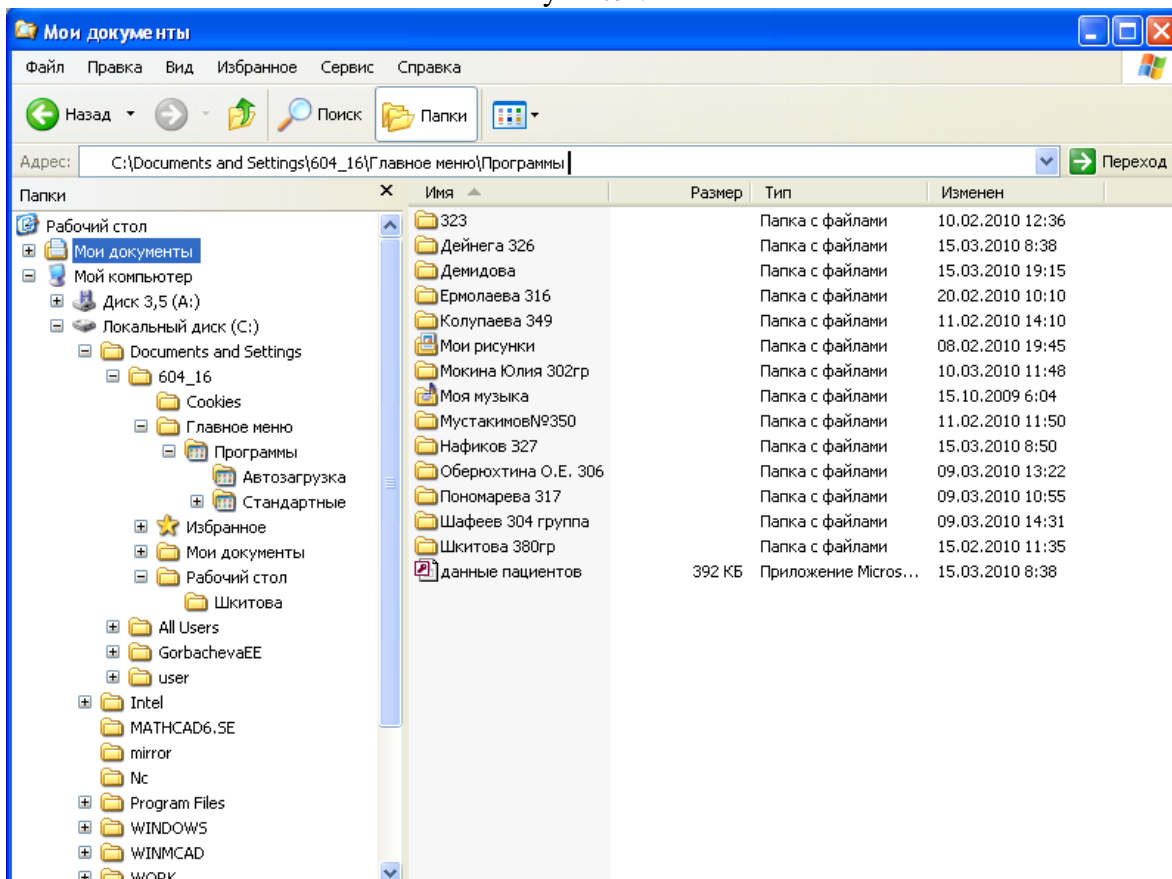 Мои документы
Файл Правка Вид Избранное Сервис Справка
Назад Поиск Папки
Адрес: C:\Documents and Settings\604_16\Главное меню\Программы Переход
Папки
Рабочий стол
Мои документы
Мой компьютер
Диск 3,5 (A:)
Локальный диск (C:)
Documents and Settings
604_16
Cookies
Главное меню
Программы
Автозагрузка
Стандартные
Избранное
Мои документы
Рабочий стол
Шкитова
All Users
GorbachevaEE
user
Intel
MATHCAD6.SE
mirror
Nc
Program Files
WINDOWS
WINMCAD
WORK
Имя Размер Тип Изменен
323 Папка с файлами 10.02.2010 12:36
Дейнега 326 Папка с файлами 15.03.2010 8:38
Демидова Папка с файлами 15.03.2010 19:15
Ермолаева 316 Папка с файлами 20.02.2010 10:10
Колупаева 349 Папка с файлами 11.02.2010 14:10
Мои рисунки Папка с файлами 08.02.2010 19:45
Мокина Юлия 302гр Папка с файлами 10.03.2010 11:48
Моя музыка Папка с файлами 15.10.2009 6:04
Мустакимов№350 Папка с файлами 11.02.2010 11:50
Нафиков 327 Папка с файлами 15.03.2010 8:50
Оберюхтина О.Е. 306 Папка с файлами 09.03.2010 13:22
Пономарева 317 Папка с файлами 09.03.2010 10:55
Шафеев 304 группа Папка с файлами 09.03.2010 14:31
Шкитова 380гр Папка с файлами 15.02.2010 11:35
данные пациентов 392 КБ Приложение Micros... 15.03.2010 8:38